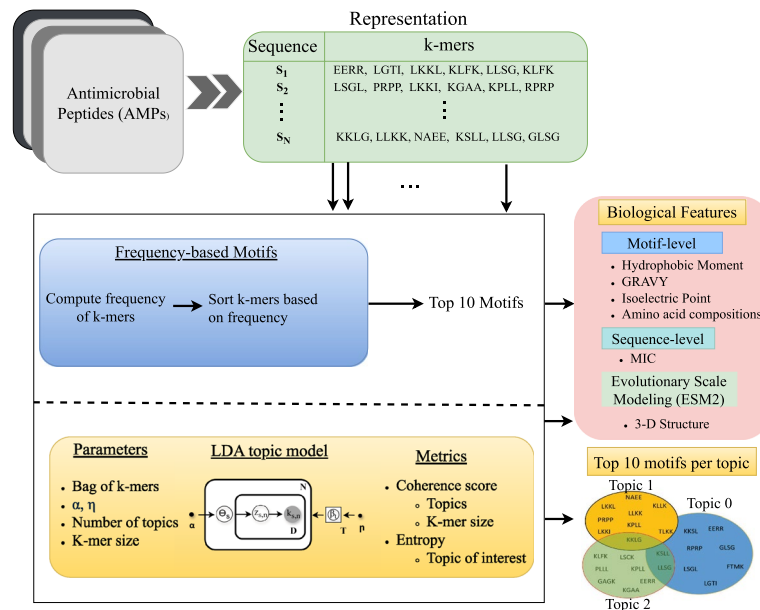 Representation
Antimicrobial
Peptides (AMPs)
Sequence k-mers
S1 EERR, LGTI, LKKL, KLFK, LLSG, KLFK
S2 LSGL, PRPP, LKKI, KGAA, KPLL, RPRP
SN KKLG, LLKK, NAEE, KSLL, LLSG, GLSG
...
Frequency-based Motifs
Compute frequency
of k-mers
Sort k-mers based
on frequency
Top 10 Motifs
Biological Features
Motif-level
• Hydrophobic Moment
• GRAVY
• Isoelectric Point
• Amino acid compositions
Sequence-level
• MIC
Evolutionary Scale
Modeling (ESM2)
• 3-D Structure
Parameters
• Bag of k-mers
• α, η
• Number of topics
• K-mer size
LDA topic model
N
α
Θs
zs,n
ks,n
D
T
η
Metrics
• Coherence score
Topics
K-mer size
• Entropy
Topic of interest
Top 10 motifs per topic
Topic 1
NAEE
LKKL
KLLK
LLKK
PRPP
KPLL
LKKI
TLKK
KKLG
Topic 0
KKSL
EERR
RPRP
GLSG
KSLL
LLSG
LSGL
FTMK
LGTI
KLFK
LSCK
PLLL
KPLL
GAGK
EERR
KGAA
Topic 2